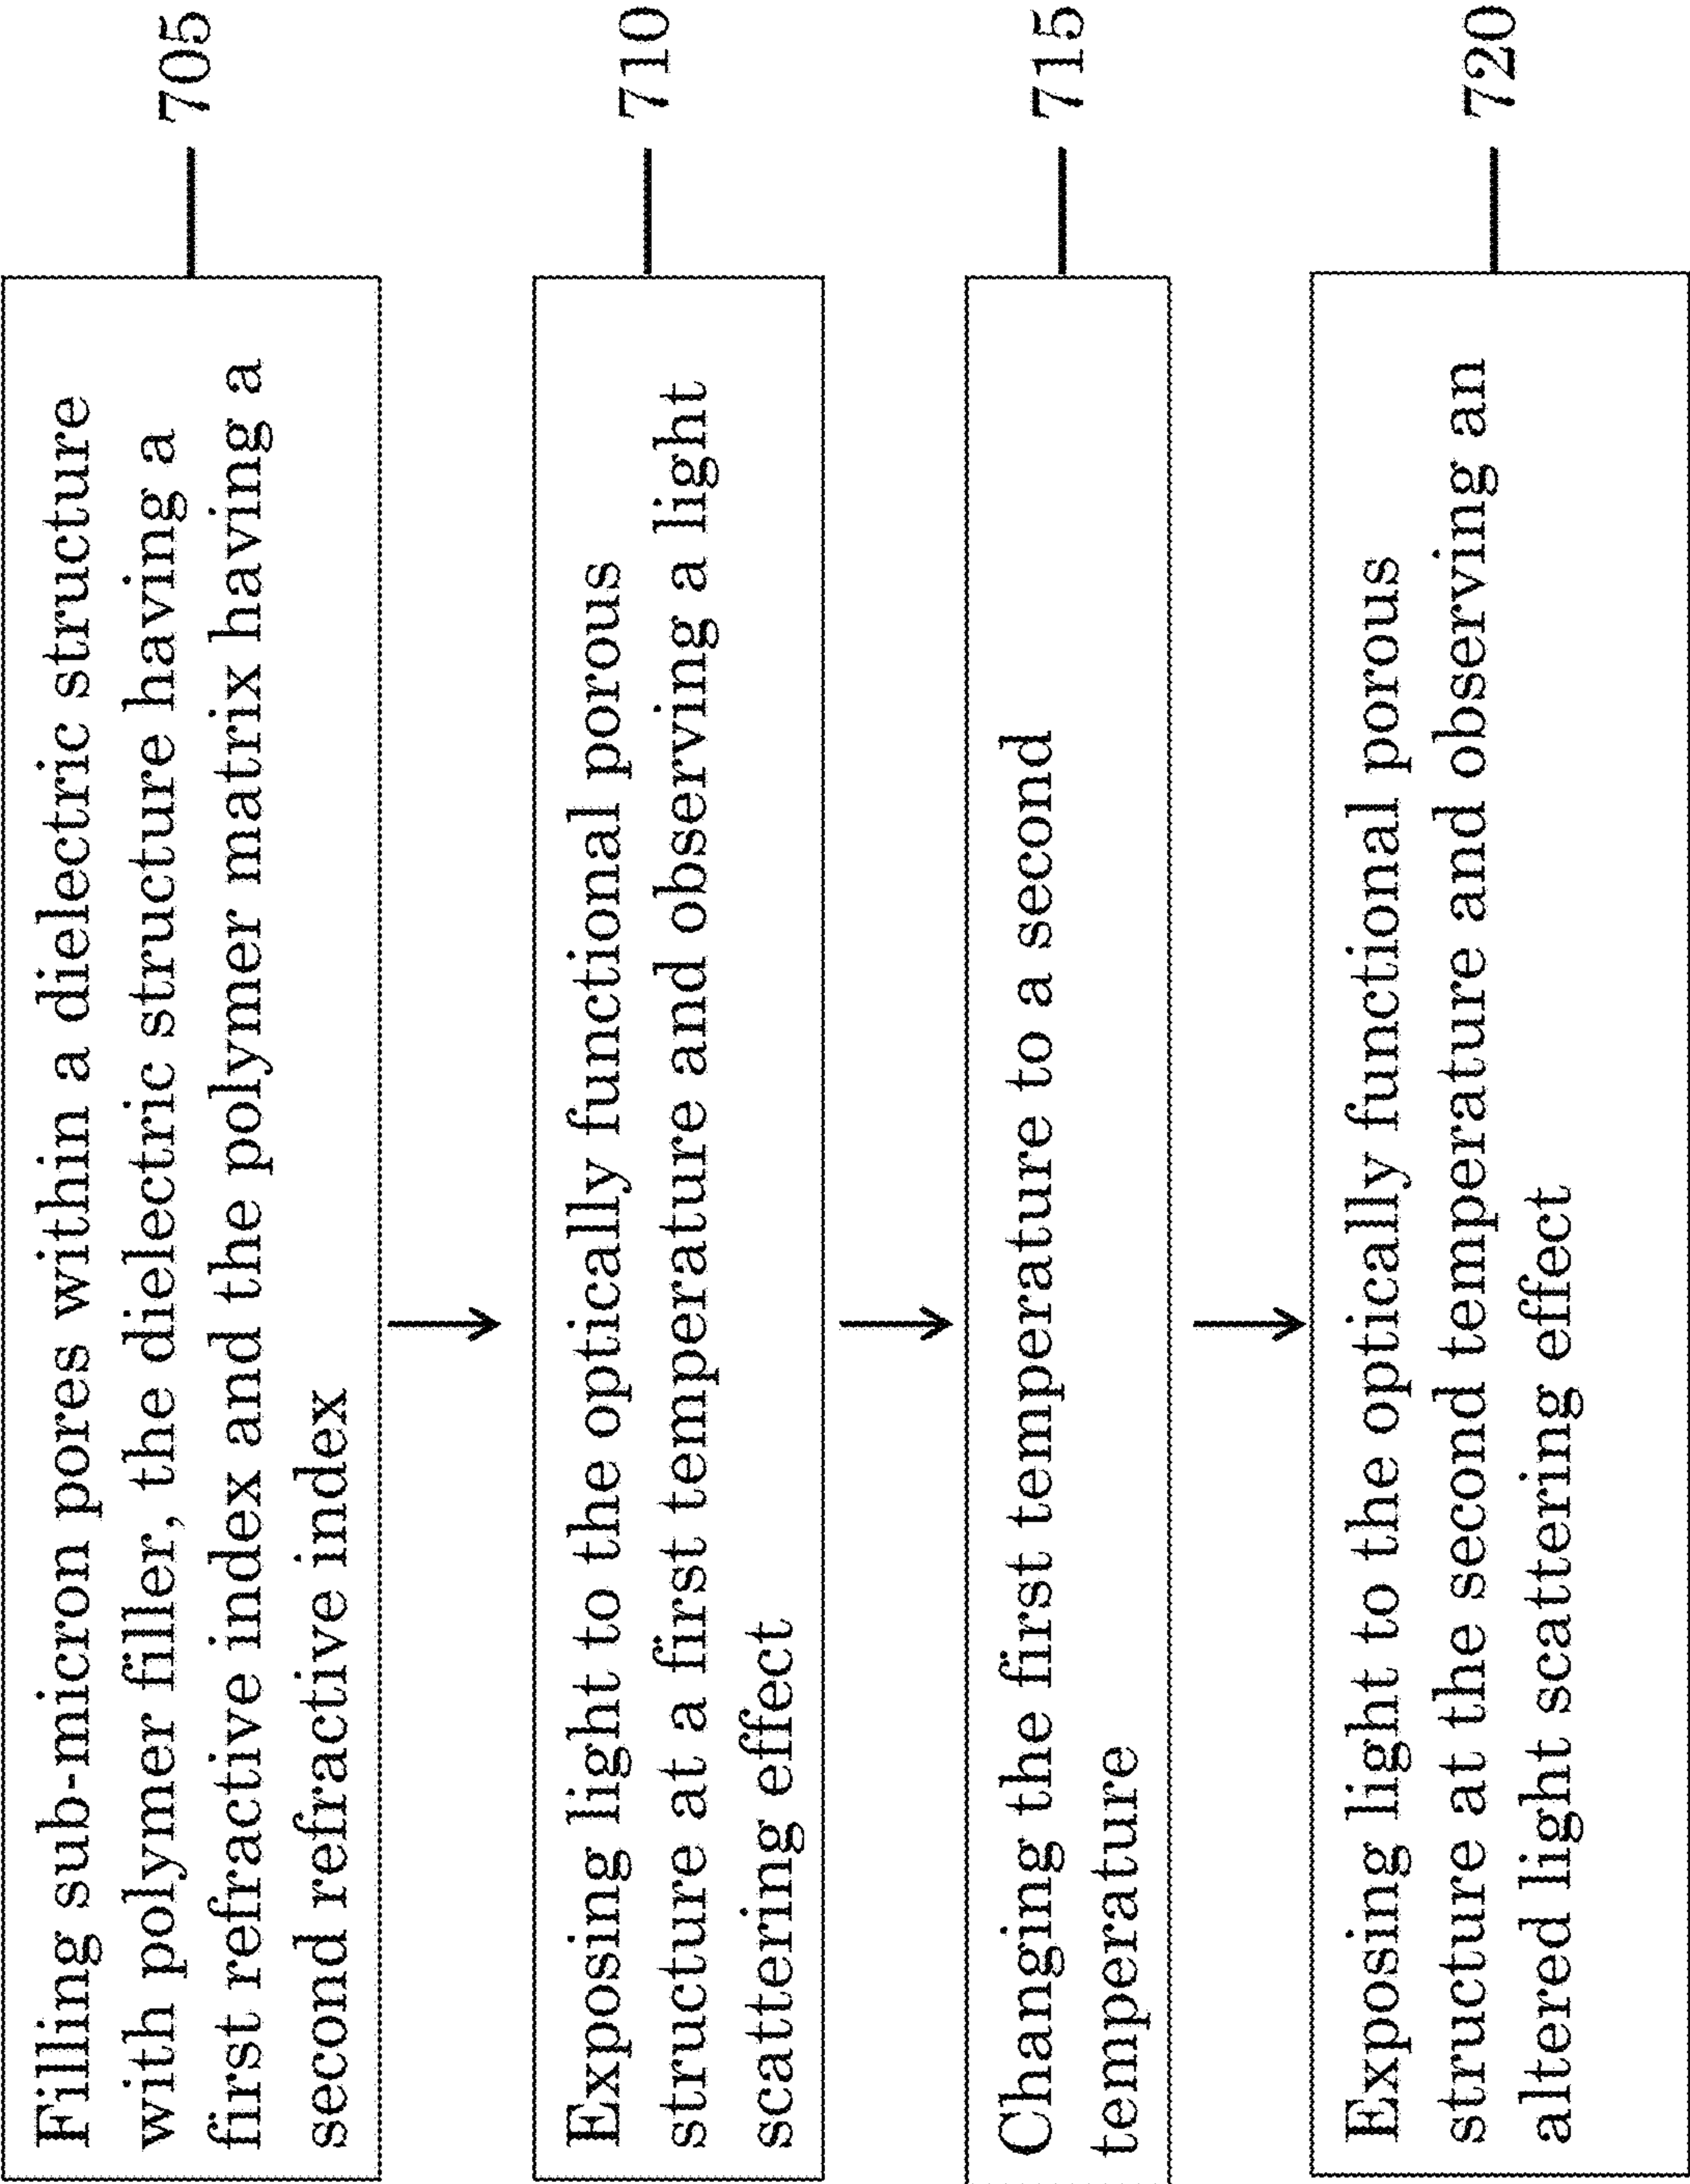 Filling sub-micron pores within a dielectric structure
with polymer filler, the dielectric structure having a
first refractive index and the polymer matrix having a
second refractive index
705
Exposing light to the optically functional porous
structure at a first temperature and observing a light
scattering effect
710
Changing the first temperature to a second
temperature
715
Exposing light to the optically functional porous
structure at the second temperature and observing an
altered light scattering effect
720